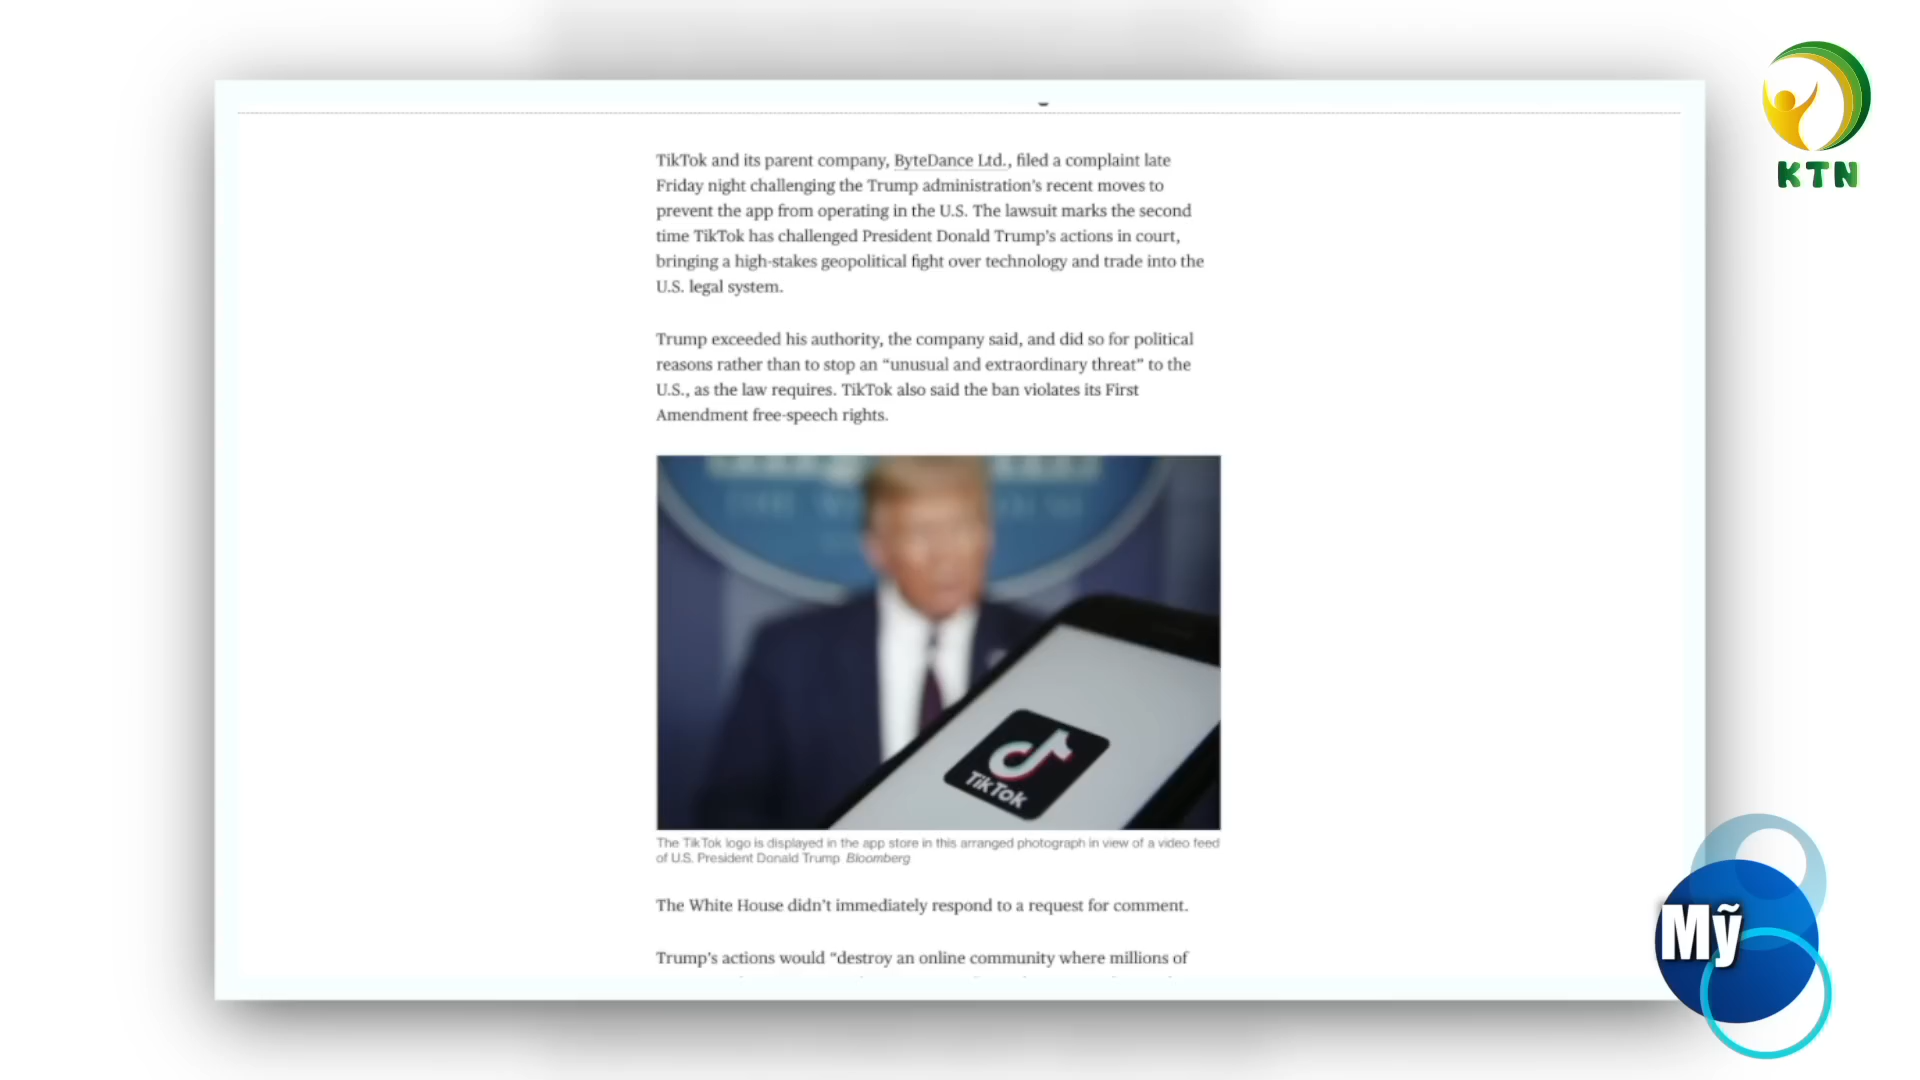 KTN
TikTok and its parent company, ByteDance Ltd., filed a complaint late
Friday night challenging the Trump administration’s recent moves to
prevent the app from operating in the U.S. The lawsuit marks the second
time TikTok has challenged President Donald Trump’s actions in court,
bringing a high-stakes geopolitical fight over technology and trade into the
U.S. legal system.
Trump exceeded his authority, the company said, and did so for political
reasons rather than to stop an “unusual and extraordinary threat” to the
U.S., as the law requires. TikTok also said the ban violates its First
Amendment free-speech rights.
TikTok
The TikTok logo is displayed in the app store in this arranged photograph in view of a video feed
of U.S. President Donald Trump Bloomberg
The White House didn’t immediately respond to a request for comment.
Trump’s actions would “destroy an online community where millions of
Mỹ